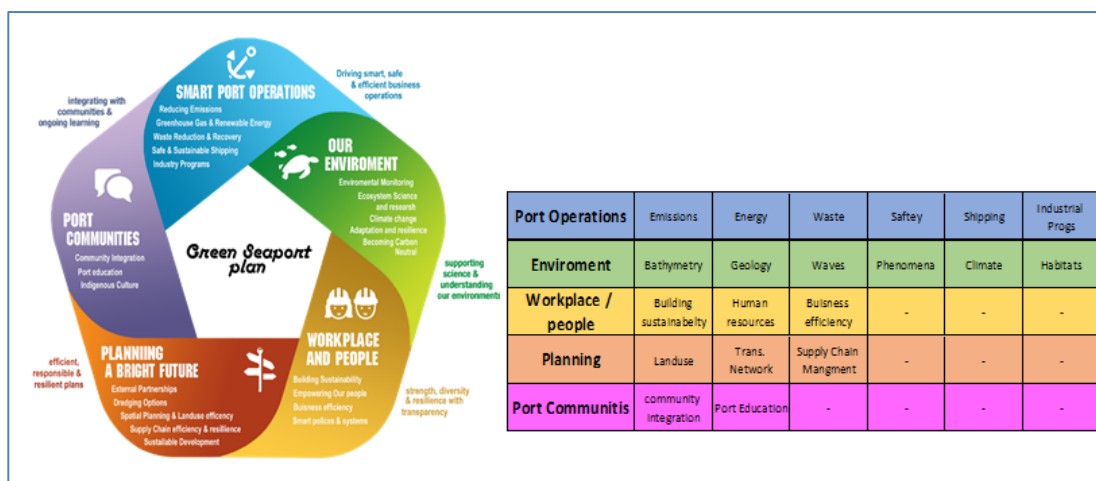 integrating with
communities &
ongoing learning
SMART PORT OPERATIONS
Reducing Emissions
Greenhouse Gas & Renewable Energy
Waste Reduction & Recovery
Safe & Sustainable Shipping
Industry Programs
Driving smart, safe
& efficient business
operations
OUR
ENVIROMENT
Enviromental Monitoring
Ecosystem Science
and researsh
Climate change
Adaptation and resilience
Becoming Carbon
Neutral
supporting
science &
understanding
our environments
PORT
COMMUNITIES
Community Integration
Port education
Indigenous Culture
Green Seaport
plan
WORKPLACE
AND PEOPLE
Building Sustainability
Empowering Our people
Buisness efficiency
Smart polices & systems
strength, diversity
& resilience with
transparency
PLANNIING
A BRIGHT FUTURE
External Partnerships
Dredging Options
Spatial Planning & Landuse efficency
Supply Chain efficiency & resillience
Sustailable Development
efficient,
responsible &
resilient plans
Port Operations Emissions Energy Waste Saftey Shipping Industrial
Progs
Enviroment Bathymetry Geology Waves Phenomena Climate Habitats
Workplace /
people Building
sustainabelty Human
resources Buisness
efficiency - - -
Planning Landuse Trans.
Network Supply Chain
Mangment - - -
Port Communitis community
Integration Port Education - - - -